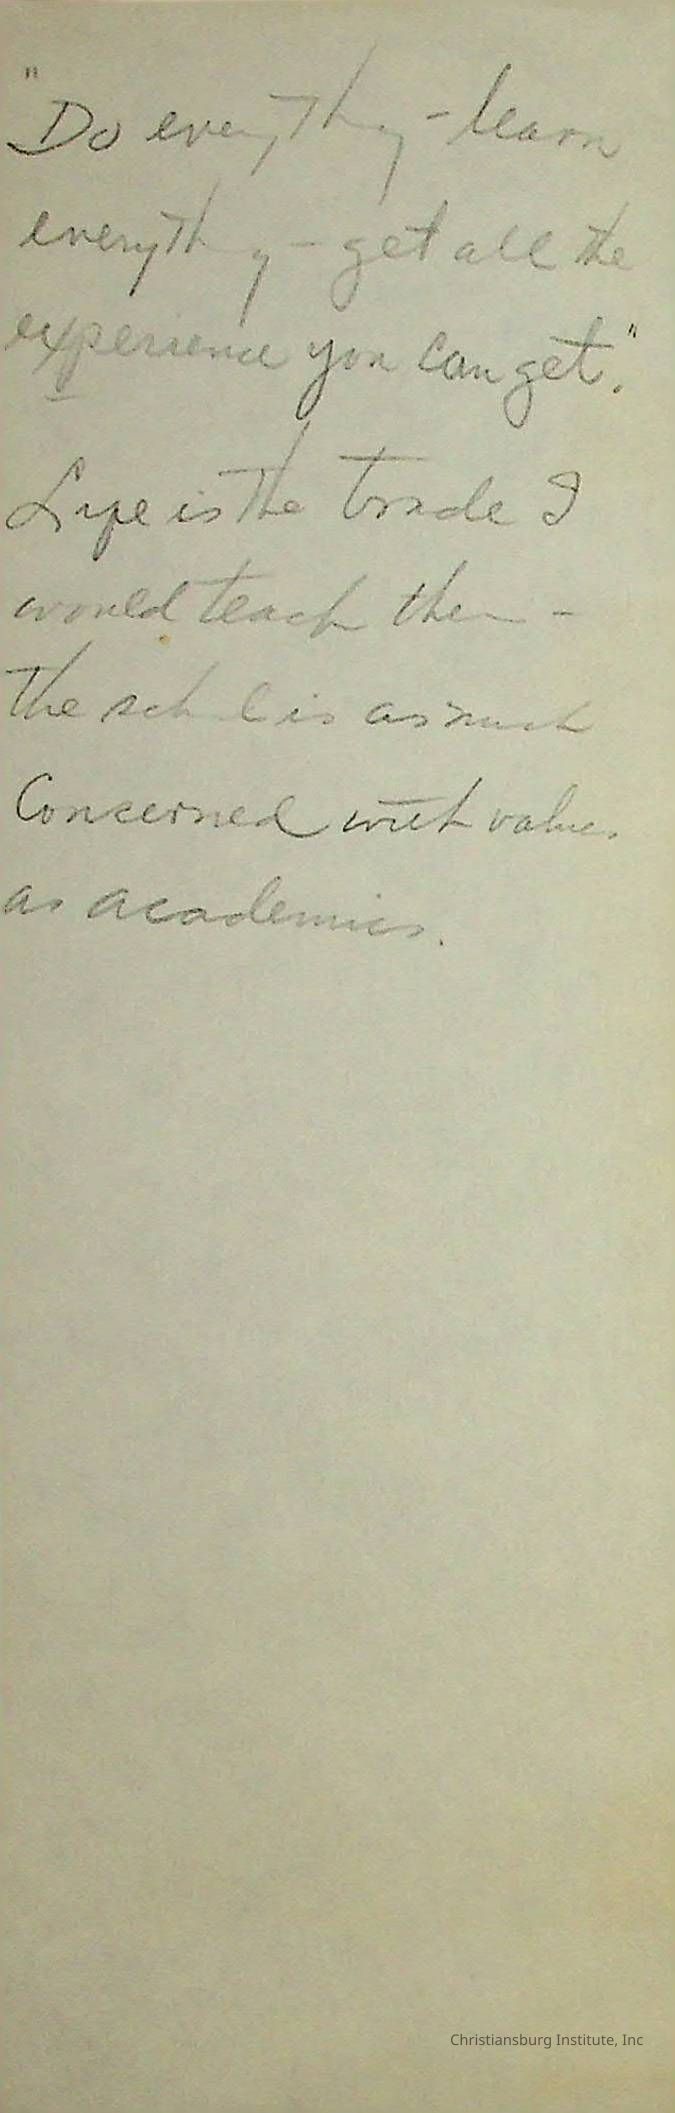 "Do everything - learn
everything - get all the
experience you can get."
Life is the trade I
would teach them -
The school is as much
Concerned with values
as academics.
Christiansburg Institute, Inc